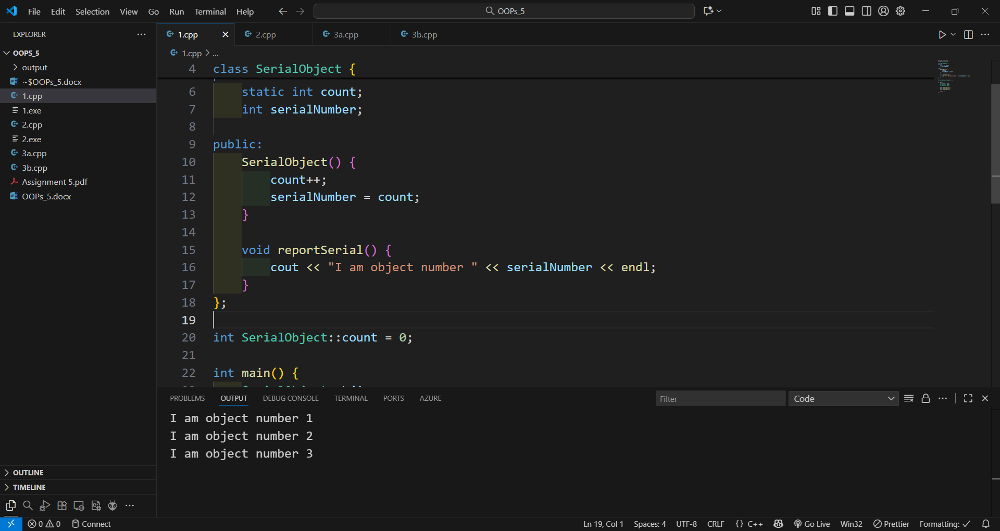 File Edit Selection View Go Run Terminal Help OOPs_5
EXPLORER
OOPS_5
output
~$OOPs_5.docx
1.cpp
1.exe
2.cpp
2.exe
3a.cpp
3b.cpp
Assignment 5.pdf
OOPs_5.docx
OUTLINE
TIMELINE
1.cpp 2.cpp 3a.cpp 3b.cpp
1.cpp > ...
4 class SerialObject {
6 static int count;
7 int serialNumber;
8
9 public:
10 SerialObject() {
11 count++;
12 serialNumber = count;
13 }
14
15 void reportSerial() {
16 cout << "I am object number " << serialNumber << endl;
17 }
18 };
19
20 int SerialObject::count = 0;
21
22 int main() {
PROBLEMS OUTPUT DEBUG CONSOLE TERMINAL PORTS AZURE Filter Code
I am object number 1
I am object number 2
I am object number 3
0 0 Connect Ln 19, Col 1 Spaces: 4 UTF-8 CRLF {} C++ Go Live Win32 Prettier Formatting: ✓